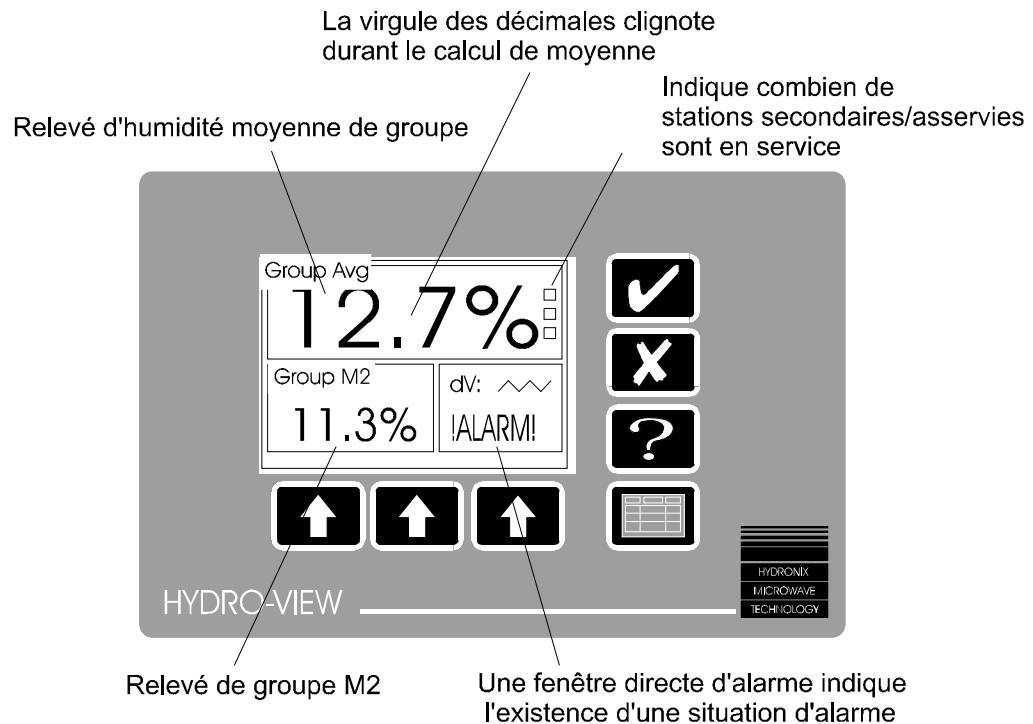 La virgule des décimales clignote
durant le calcul de moyenne
Indique combien de
stations secondaires/asservies
sont en service
Relevé d'humidité moyenne de groupe
Group Avg
12.7%
Group M2
11.3%
dV:
!ALARM!
?
HYDRO-VIEW
HYDRONIX
MICROWAVE
TECHNOLOGY
Relevé de groupe M2
Une fenêtre directe d'alarme indique
l'existence d'une situation d'alarme